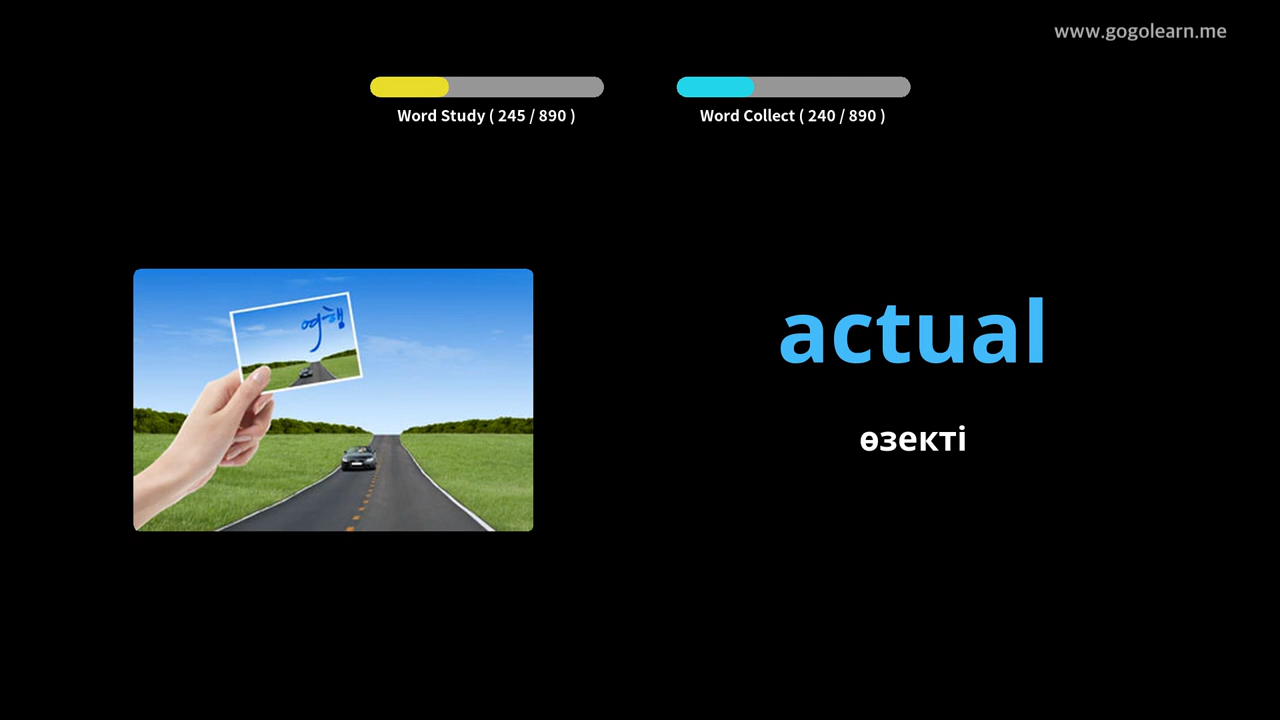 www.gogolearn.me
Word Study ( 245 / 890 )
Word Collect ( 240 / 890 )
여행
actual
өзекті